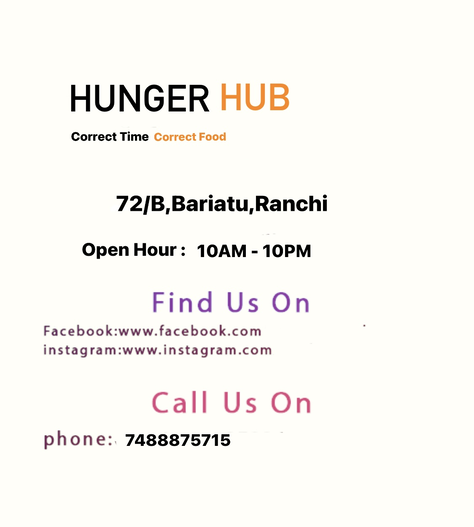 HUNGER HUB
Correct Time Correct Food
72/B,Bariatu,Ranchi
Open Hour : 10AM - 10PM
Find Us On
Facebook:www.facebook.com
instagram:www.instagram.com
Call Us On
phone: 7488875715